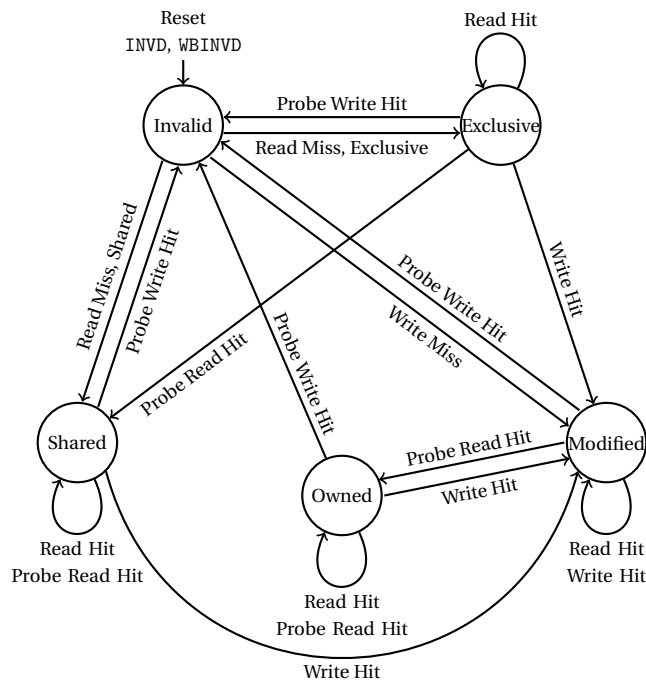 Reset
INVD, WBINVD
Read Hit
Invalid
Exclusive
Probe Write Hit
Read Miss, Exclusive
Read Miss, Shared
Probe Write Hit
Probe Write Hit
Write Miss
Write Hit
Probe Read Hit
Probe Write Hit
Shared
Modified
Probe Read Hit
Write Hit
Owned
Read Hit
Probe Read Hit
Read Hit
Probe Read Hit
Read Hit
Write Hit
Write Hit